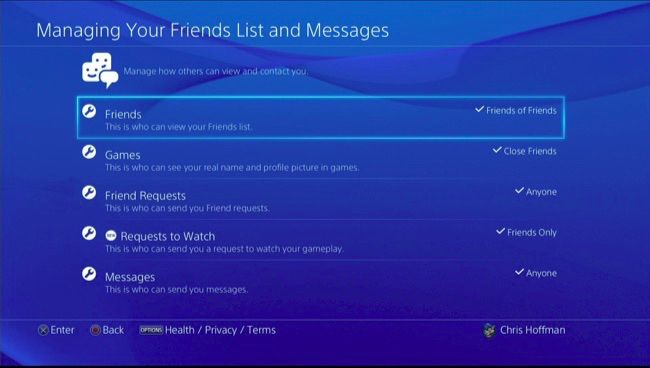 Managing Your Friends List and Messages
Manage how others can view and contact you.
Friends
Friends of Friends
This is who can view your Friends list.
Games
Close Friends
This is who can see your real name and profile picture in games.
Friend Requests
Anyone
This is who can send you Friend requests.
NEW Requests to Watch
Friends Only
This is who can send you a request to watch your gameplay.
Messages
Anyone
This is who can send you messages.
Enter Back OPTIONS Health / Privacy / Terms Chris Hoffman